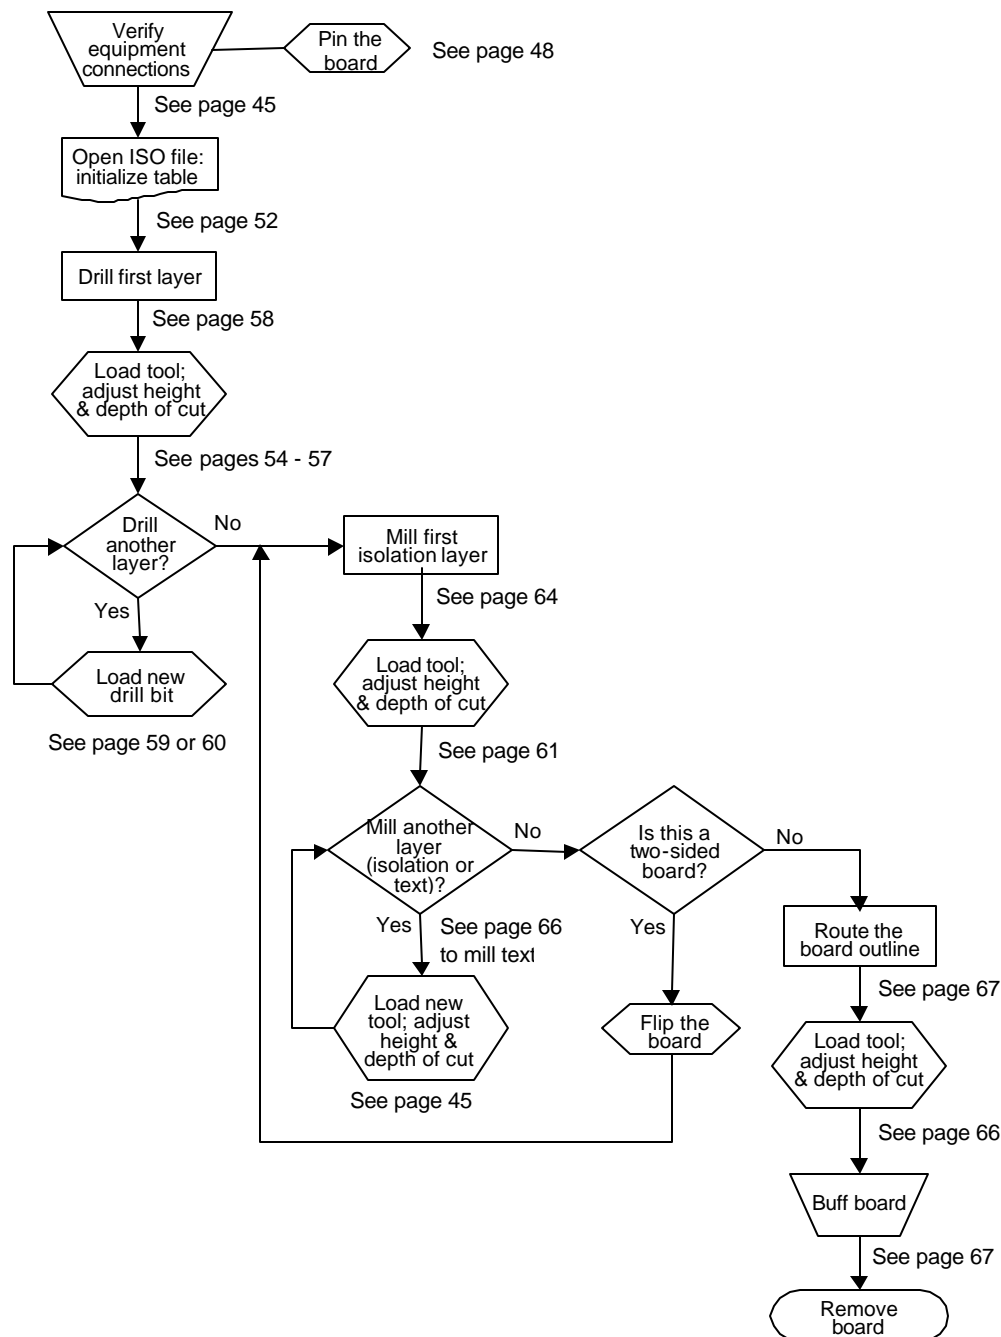 Verify
equipment
connections
Pin the
board
See page 48
See page 45
Open ISO file:
initialize table
See page 52
Drill first layer
See page 58
Load tool;
adjust height
& depth of cut
See pages 54 - 57
Drill
another
layer?
No
Yes
Load new
drill bit
See page 59 or 60
Mill first
isolation layer
See page 64
Load tool;
adjust height
& depth of cut
See page 61
Mill another
layer
(isolation or
text)?
No
Yes
See page 66
to mill text
Load new
tool; adjust
height &
depth of cut
See page 45
Is this a
two-sided
board?
No
Yes
Flip the
board
Route the
board outline
See page 67
Load tool;
adjust height
& depth of cut
See page 66
Buff board
See page 67
Remove
board